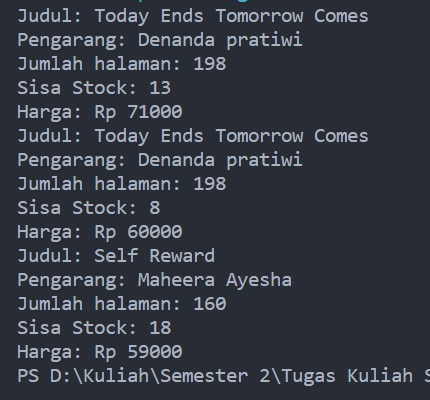 Judul: Today Ends Tomorrow Comes
Pengarang: Denanda pratiwi
Jumlah halaman: 198
Sisa Stock: 13
Harga: Rp 71000
Judul: Today Ends Tomorrow Comes
Pengarang: Denanda pratiwi
Jumlah halaman: 198
Sisa Stock: 8
Harga: Rp 60000
Judul: Self Reward
Pengarang: Maheera Ayesha
Jumlah halaman: 160
Sisa Stock: 18
Harga: Rp 59000
PS D:\Kuliah\Semester 2\Tugas Kuliah S